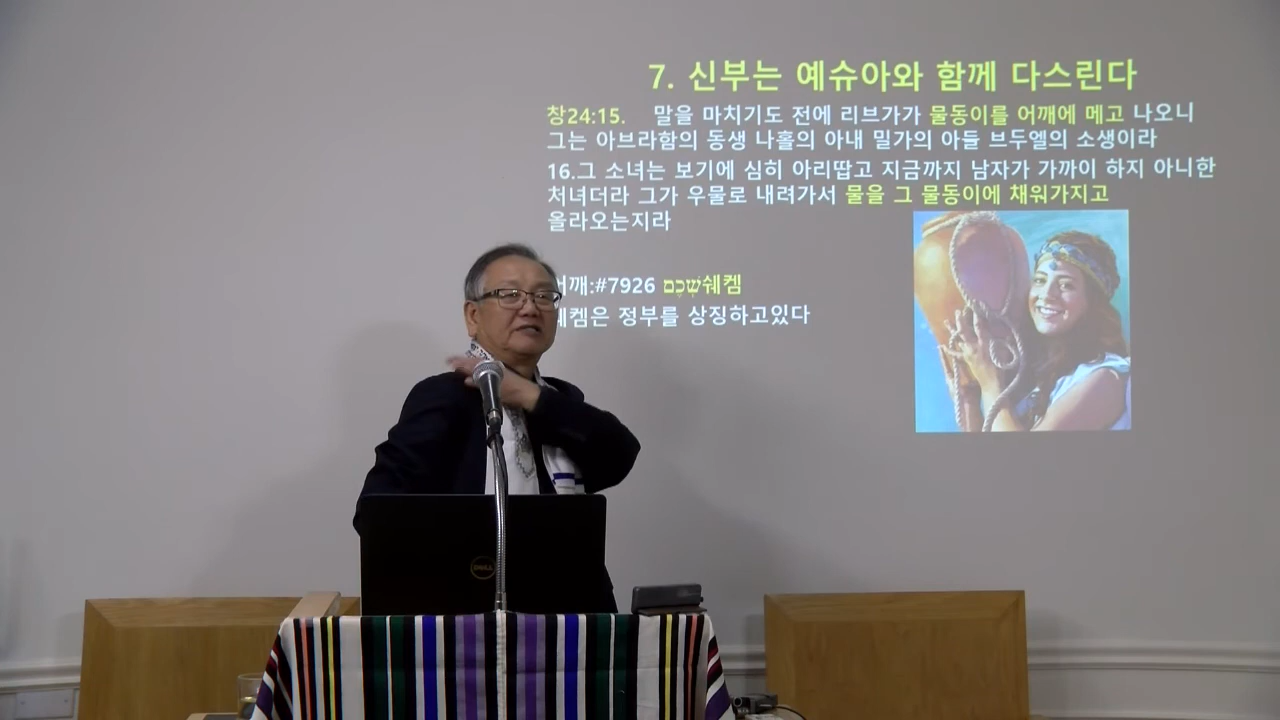 7. 신부는 예슈아와 함께 다스린다
창24:15. 말을 마치기도 전에 리브가가 물동이를 어깨에 메고 나오니
그는 아브라함의 동생 나홀의 아내 밀가의 아들 브두엘의 소생이라
16.그 소녀는 보기에 심히 아리땁고 지금까지 남자가 가까이 하지 아니한
처녀더라 그가 우물로 내려가서 물을 그 물동이에 채워가지고
올라오는지라
깨:#7926 שְׁכֶם쉐켐
켐은 정부를 상징하고있다
DELL